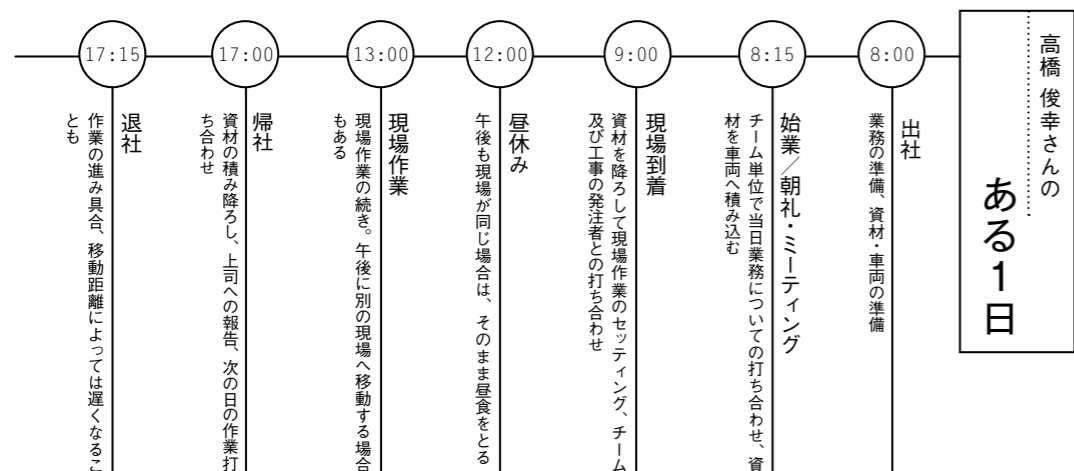 高橋 俊幸さんの
ある1日
8:00
出社
業務の準備、資材・車両の準備
8:15
始業／朝礼・ミーティング
チーム単位で当日業務についての打ち合わせ、資
材を車両へ積み込む
9:00
現場到着
資材を降ろして現場作業のセッティング、チーム
及び工事の発注者との打ち合わせ
12:00
昼休み
午後も現場が同じ場合は、そのまま昼食をとる
13:00
現場作業
現場作業の続き。午後に別の現場へ移動する場合
もある
17:00
帰社
資材の積み降ろし、上司への報告、次の日の作業打
ち合わせ
17:15
退社
作業の進み具合、移動距離によっては遅くなるこ
とも